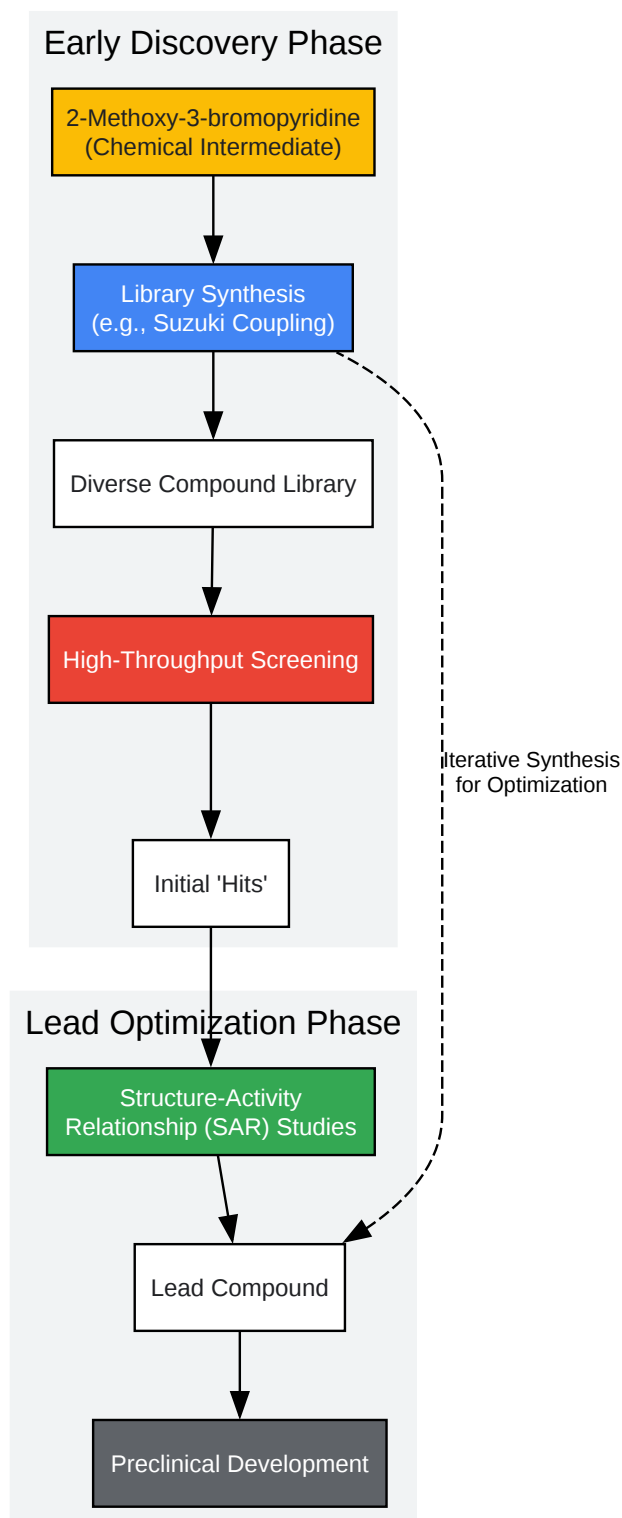 Early Discovery Phase
2-Methoxy-3-bromopyridine
(Chemical Intermediate)
Library Synthesis
(e.g., Suzuki Coupling)
Diverse Compound Library
High-Throughput Screening
Iterative Synthesis
for Optimization
Initial 'Hits'
Lead Optimization Phase
Structure-Activity
Relationship (SAR) Studies
Lead Compound
Preclinical Development